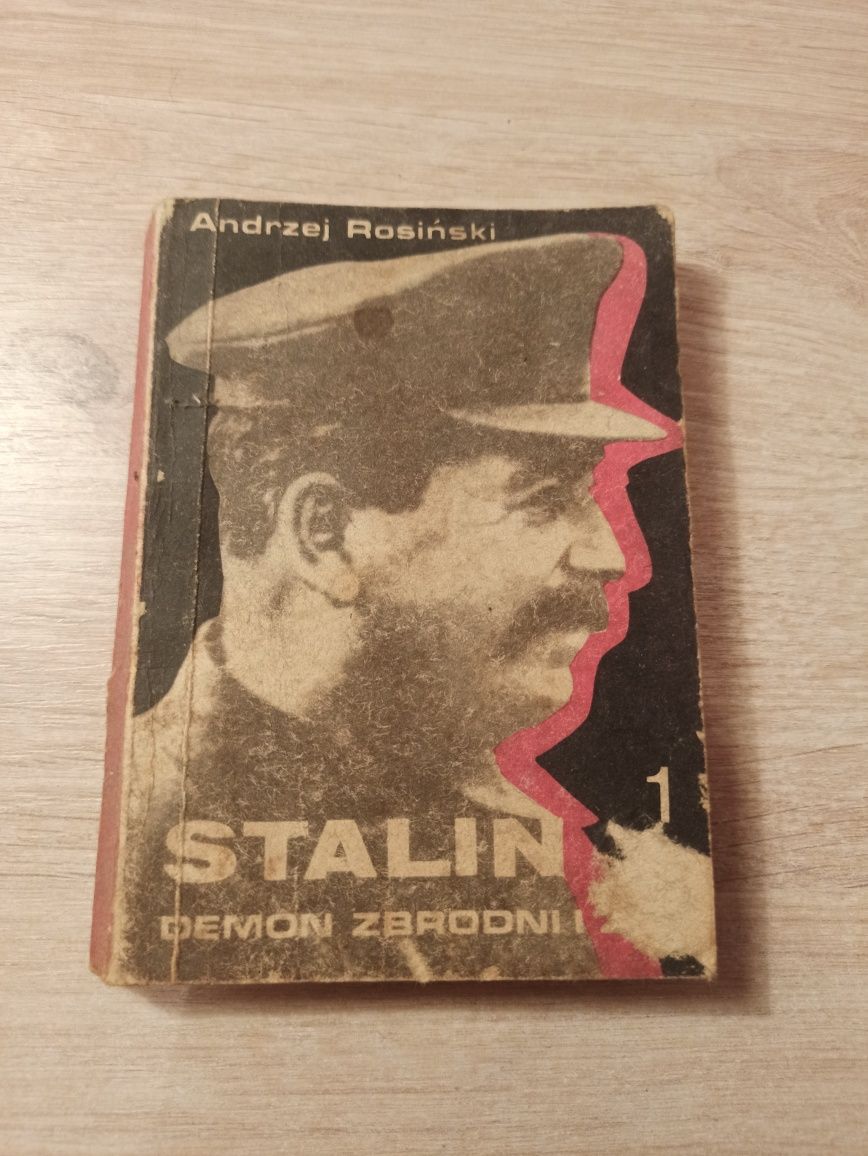 Andrzej Rosiński
1
STALIN
DEMON ZBRODNI I